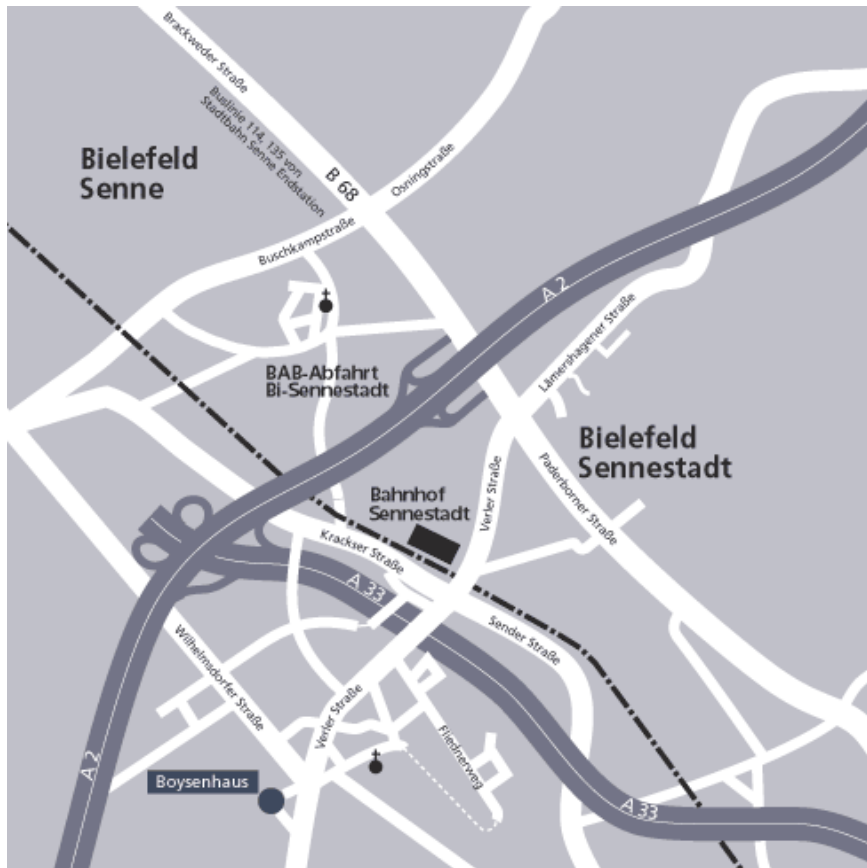 Brackweder Straße
Buslinie 114, 135 von
Stadtbahn Senne Endstation
Bielefeld
Senne
B 68
Osningstraße
Buschkampstraße
A 2
Lämershagener Straße
BAB-Abfahrt
Bi-Sennestadt
Bielefeld
Sennestadt
Bahnhof
Sennestadt
Verler Straße
Paderborner Straße
Krackser Straße
A 33
Sender Straße
Wilhelmsdorfer Straße
Verler Straße
Fliednerweg
A 2
Boysenhaus
A 33